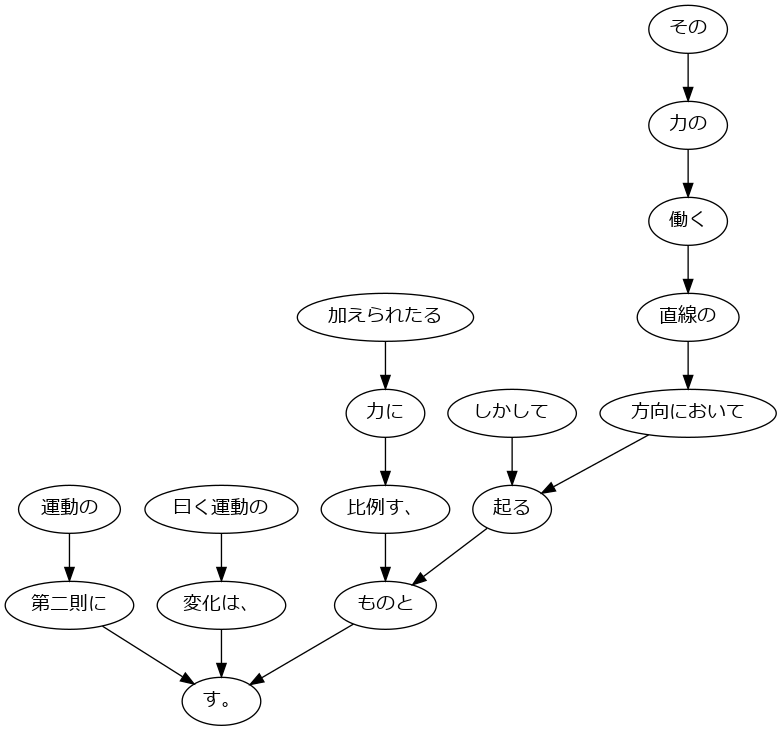 その
力の
働く
加えられたる
直線の
力に
しかして
方向において
運動の
曰く運動の
比例す、
起る
第二則に
変化は、
ものと
す。